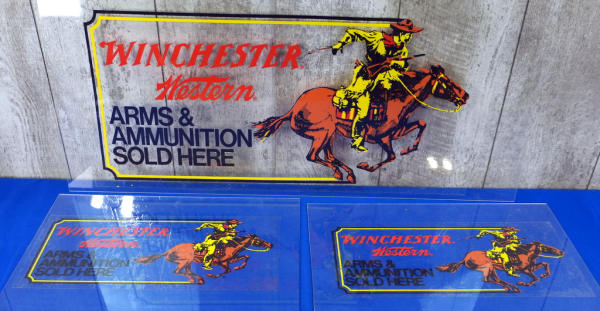 WINCHESTER
Western
ARMS &
AMMUNITION
SOLD HERE
WINCHESTER
Western
ARMS &
AMMUNITION
SOLD HERE
WINCHESTER
Western
ARMS &
AMMUNITION
SOLD HERE